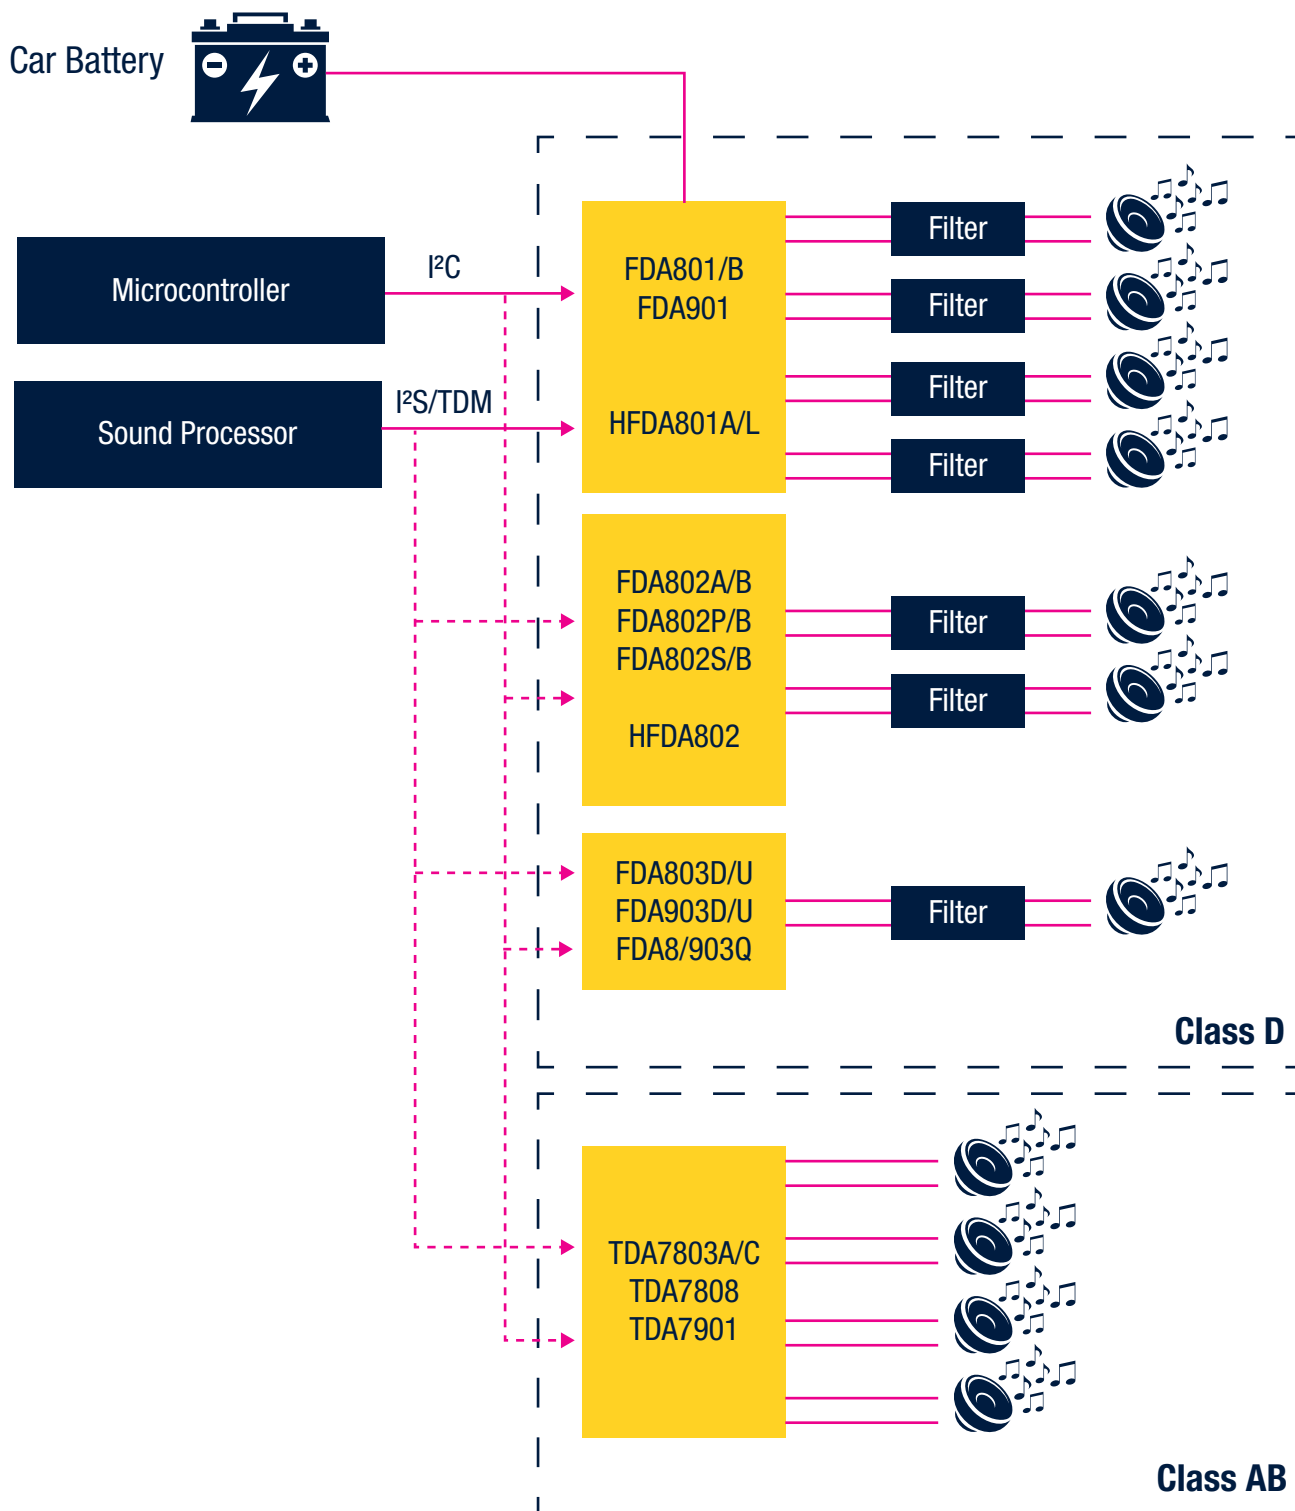 Car Battery
Microcontroller
I²C
Sound Processor
I²S/TDM
FDA801/B
FDA901
HFDA801A/L
Filter
Filter
Filter
Filter
FDA802A/B
FDA802P/B
FDA802S/B
HFDA802
Filter
Filter
FDA803D/U
FDA903D/U
FDA8/903Q
Filter
Class D
TDA7803A/C
TDA7808
TDA7901
Class AB